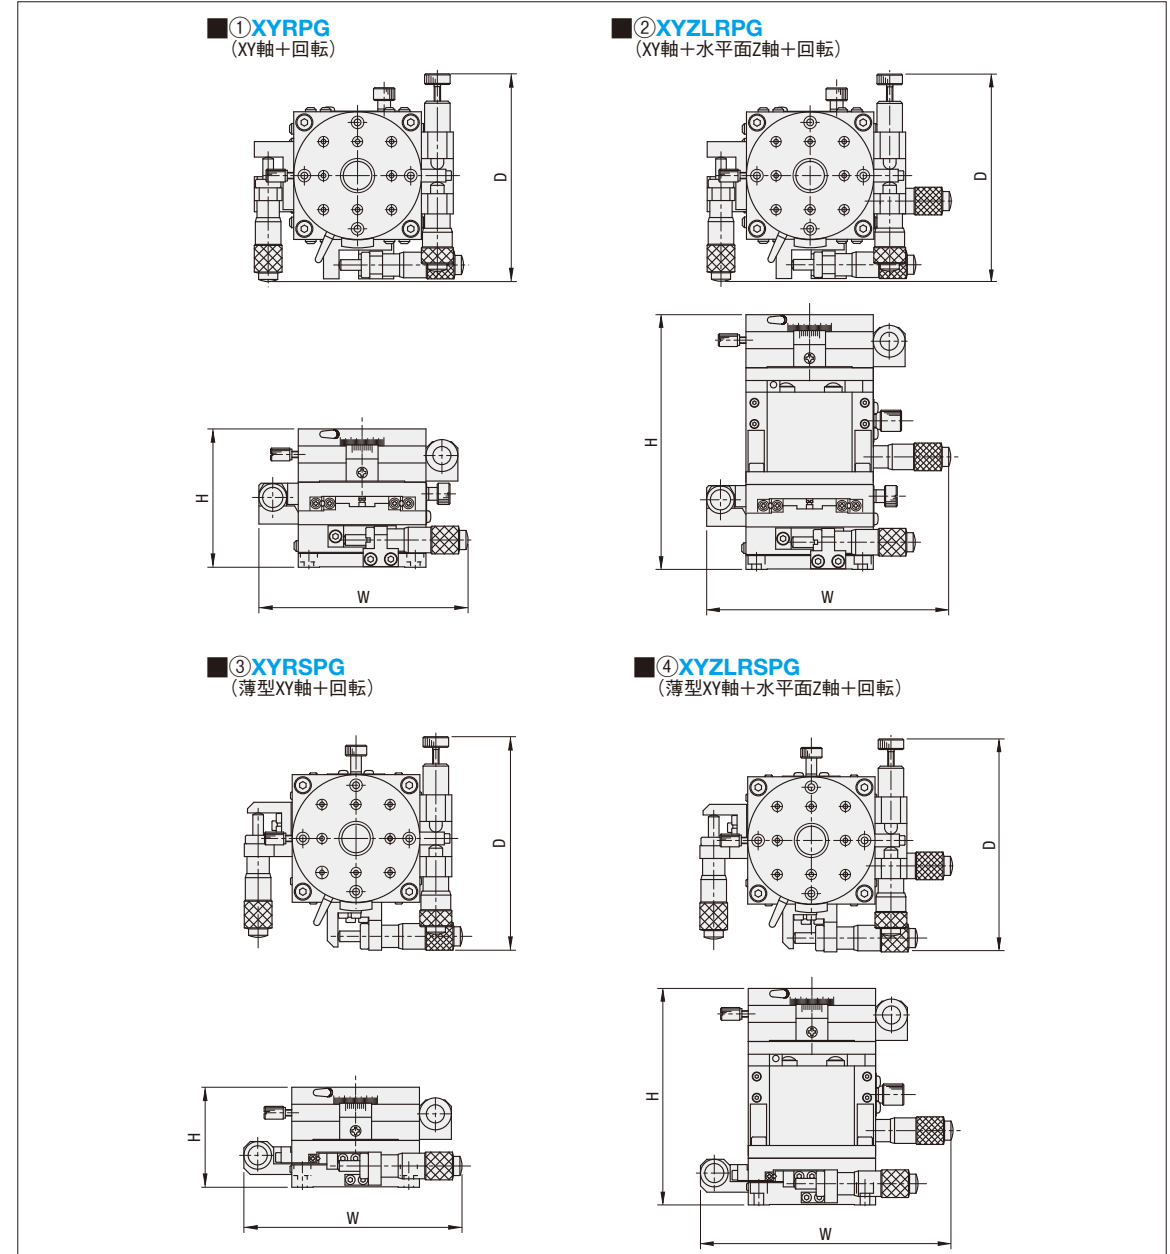 ■①XYRPG
（XY軸＋回転）
■②XYZLRPG
（XY軸＋水平面Z軸＋回転）
D
D
H
W
H
W
■③XYRSPG
（薄型XY軸＋回転）
■④XYZLRSPG
（薄型XY軸＋水平面Z軸＋回転）
D
D
H
W
H
W